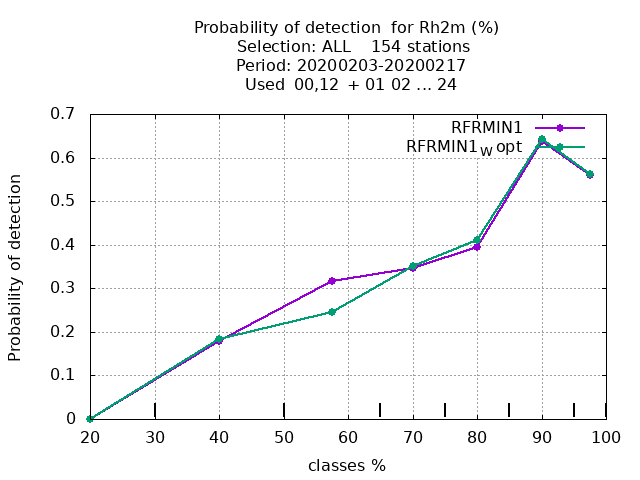 Probability of detection  for Rh2m (%)
Selection: ALL    154 stations
Period: 20200203-20200217
Used  00,12  + 01 02 ... 24
0.7
0.6
0.5
0.4
0.3
0.2
0.1
0
Probability of detection
RFRMIN1
RFRMIN1W opt
20 30 40 50 60 70 80 90 100
classes %